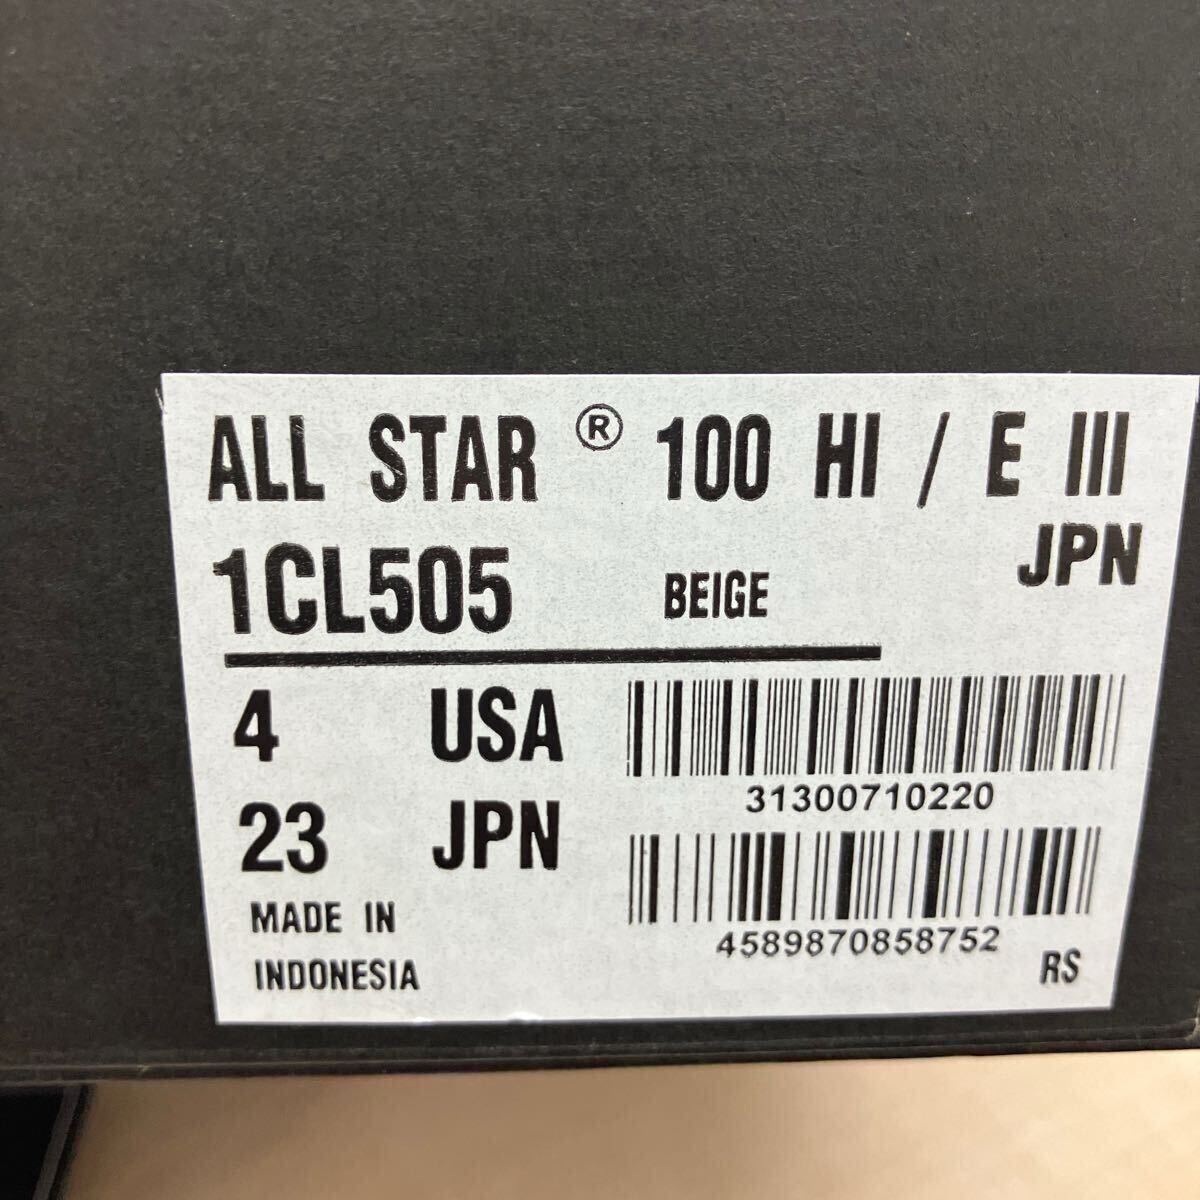 ALL STAR ® 100 HI / E III
JPN
1CL505 BEIGE
4 USA
31300710220
23 JPN
4589870858752
MADE IN
INDONESIA
RS